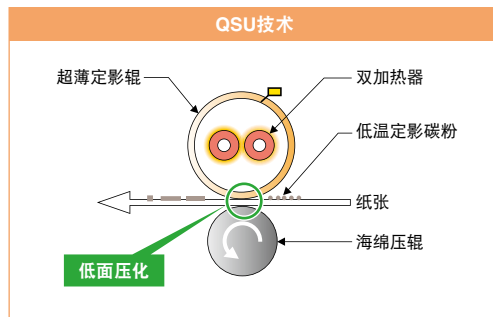 QSU技术
超薄定影辊
双加热器
低温定影碳粉
纸张
海绵压辊
低面压化